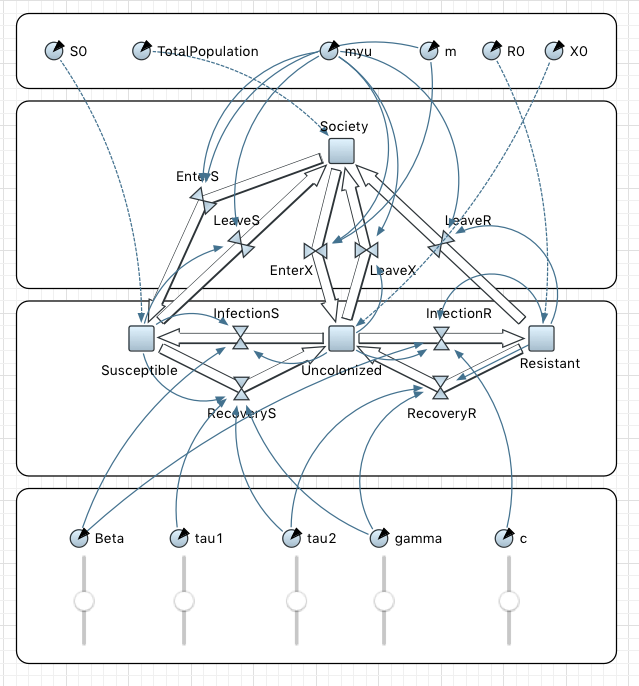 S0 TotalPopulation myu m R0 X0
Society
EnterS
LeaveS LeaveR
EnterX LeaveX
InfectionS InfectionR
Susceptible Uncolonized Resistant
RecoveryS RecoveryR
Beta tau1 tau2 gamma c